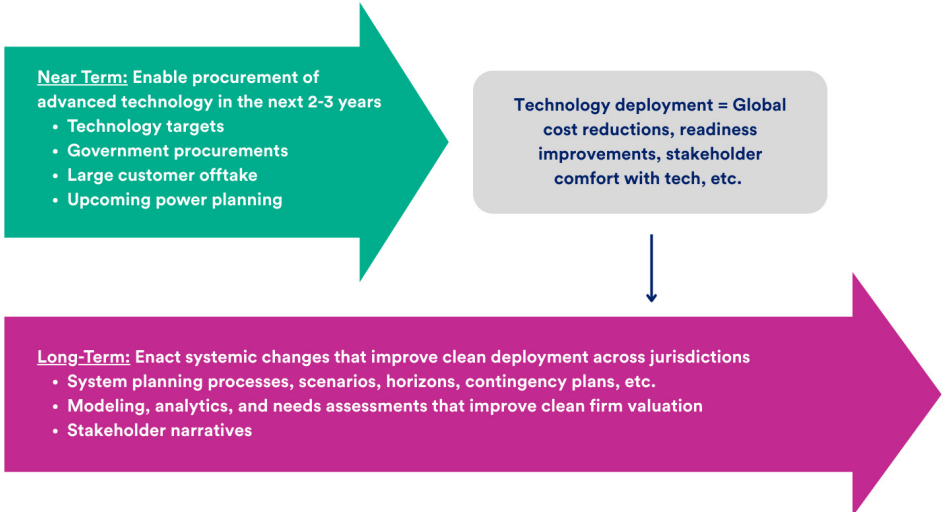 Near Term: Enable procurement of
advanced technology in the next 2-3 years
• Technology targets
• Government procurements
• Large customer offtake
• Upcoming power planning
Technology deployment = Global
cost reductions, readiness
improvements, stakeholder
comfort with tech, etc.
Long-Term: Enact systemic changes that improve clean deployment across jurisdictions
• System planning processes, scenarios, horizons, contingency plans, etc.
• Modeling, analytics, and needs assessments that improve clean firm valuation
• Stakeholder narratives